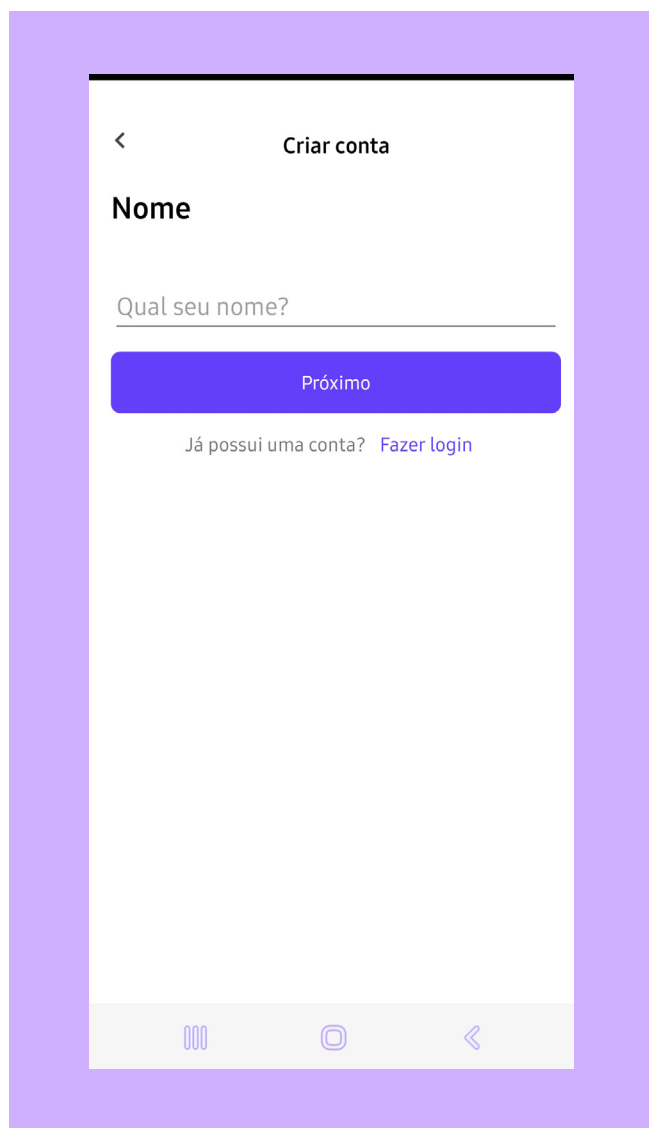 Criar conta
Nome
Qual seu nome?
Próximo
Já possui uma conta? Fazer login